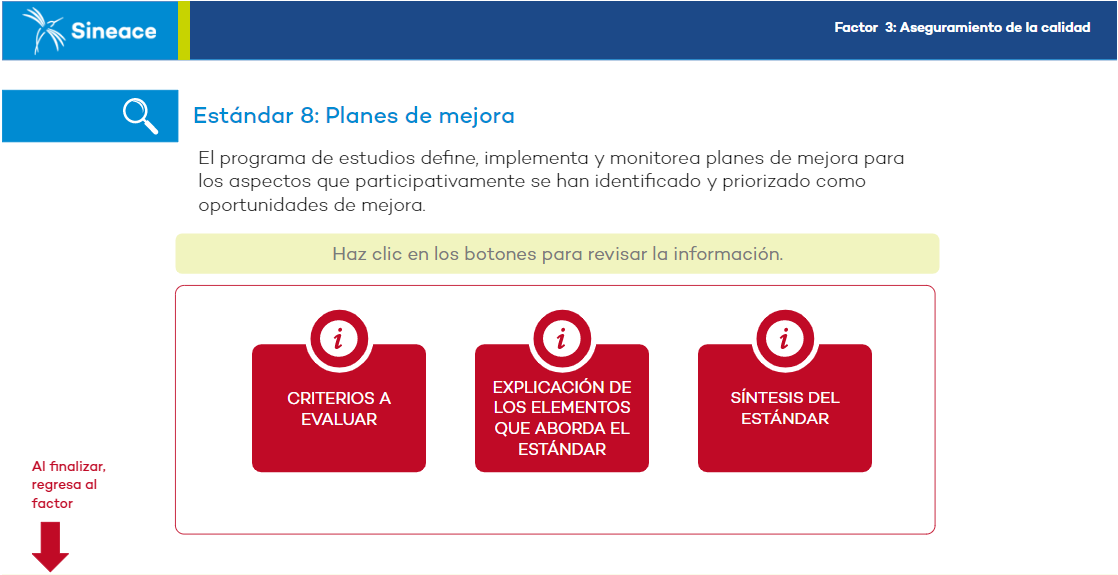 Sineace
Factor 3: Aseguramiento de la calidad
Estándar 8: Planes de mejora
El programa de estudios define, implementa y monitorea planes de mejora para
los aspectos que participativamente se han identificado y priorizado como
oportunidades de mejora.
Haz clic en los botones para revisar la información.
i
CRITERIOS A
EVALUAR
i
EXPLICACIÓN DE
LOS ELEMENTOS
QUE ABORDA EL
ESTÁNDAR
i
SÍNTESIS DEL
ESTÁNDAR
Al finalizar,
regresa al
factor